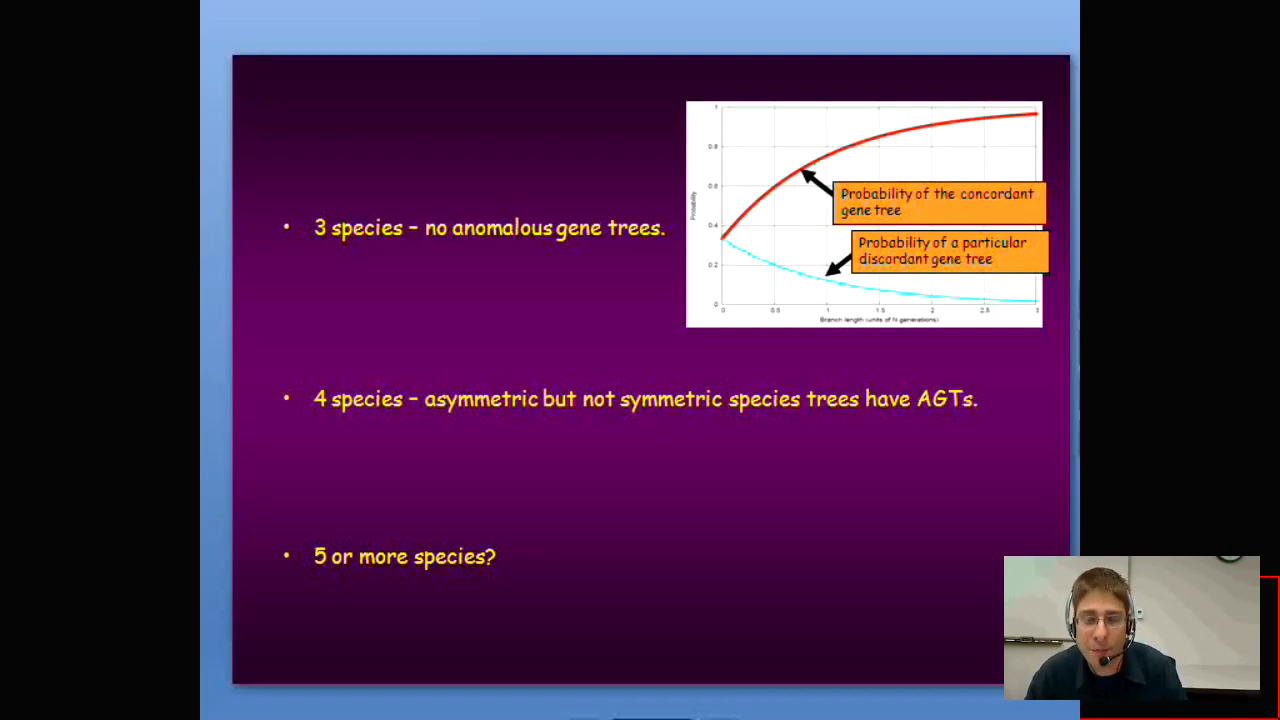 1
0.8
0.6
0.4
0.2
0
Probability
0
0.5
1
1.5
2
2.5
3
Branch length (units of N generations)
Probability of the concordant
gene tree
Probability of a particular
discordant gene tree
• 3 species – no anomalous gene trees.
• 4 species – asymmetric but not symmetric species trees have AGTs.
• 5 or more species?